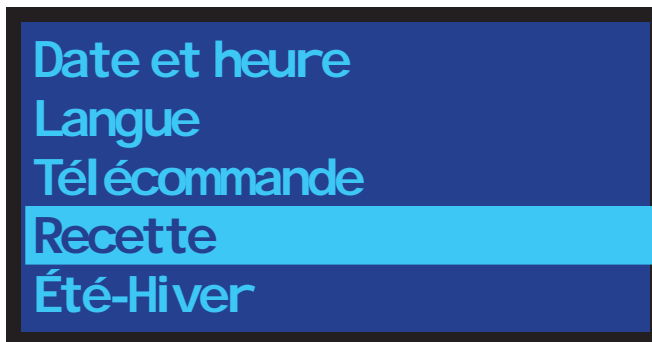 Date et heure
Langue
Télécommande
Recette
Été-Hiver